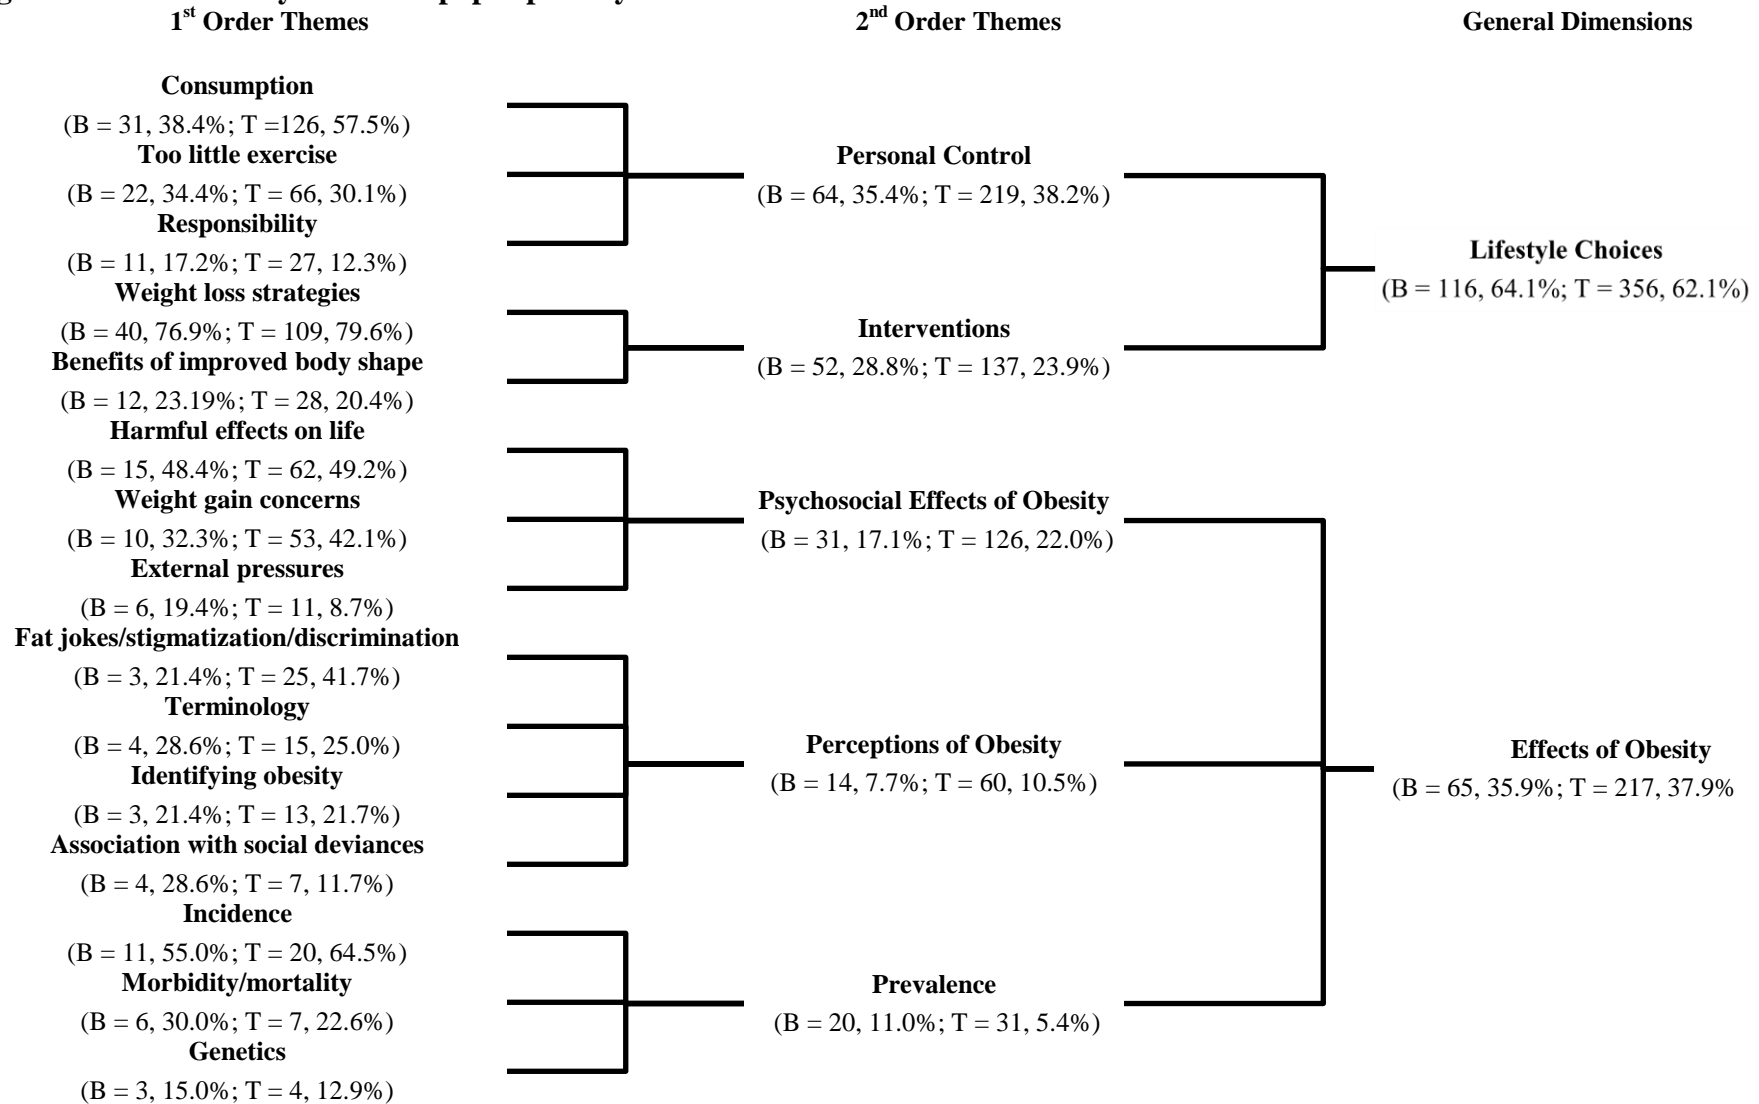 1st Order Themes 2nd Order Themes General Dimensions
Consumption
(B = 31, 38.4%; T =126, 57.5%)
Too little exercise
(B = 22, 34.4%; T = 66, 30.1%)
Responsibility
(B = 11, 17.2%; T = 27, 12.3%)
Weight loss strategies
(B = 40, 76.9%; T = 109, 79.6%)
Benefits of improved body shape
(B = 12, 23.19%; T = 28, 20.4%)
Harmful effects on life
(B = 15, 48.4%; T = 62, 49.2%)
Weight gain concerns
(B = 10, 32.3%; T = 53, 42.1%)
External pressures
(B = 6, 19.4%; T = 11, 8.7%)
Fat jokes/stigmatization/discrimination
(B = 3, 21.4%; T = 25, 41.7%)
Terminology
(B = 4, 28.6%; T = 15, 25.0%)
Identifying obesity
(B = 3, 21.4%; T = 13, 21.7%)
Association with social deviances
(B = 4, 28.6%; T = 7, 11.7%)
Incidence
(B = 11, 55.0%; T = 20, 64.5%)
Morbidity/mortality
(B = 6, 30.0%; T = 7, 22.6%)
Genetics
(B = 3, 15.0%; T = 4, 12.9%)
Personal Control
(B = 64, 35.4%; T = 219, 38.2%)
Interventions
(B = 52, 28.8%; T = 137, 23.9%)
Psychosocial Effects of Obesity
(B = 31, 17.1%; T = 126, 22.0%)
Perceptions of Obesity
(B = 14, 7.7%; T = 60, 10.5%)
Prevalence
(B = 20, 11.0%; T = 31, 5.4%)
Lifestyle Choices
(B = 116, 64.1%; T = 356, 62.1%)
Effects of Obesity
(B = 65, 35.9%; T = 217, 37.9%